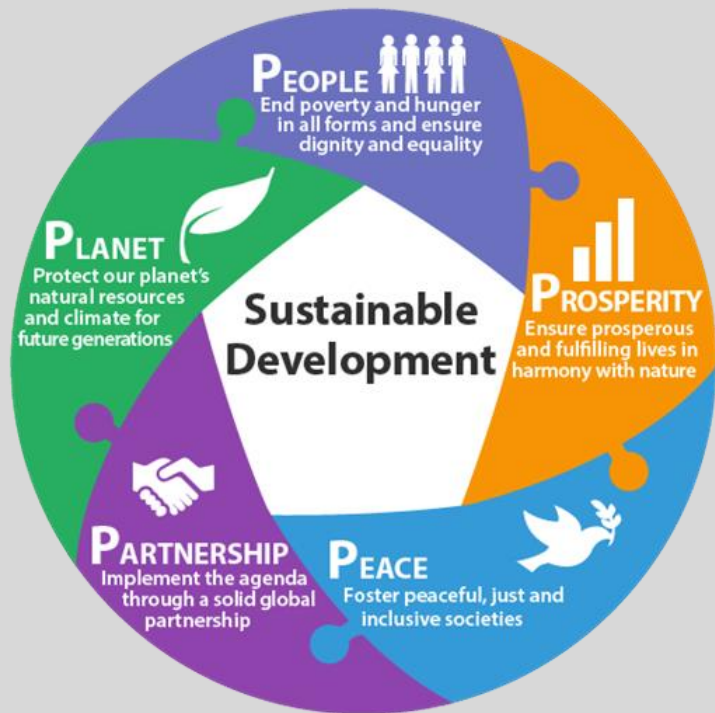 PEOPLE
End poverty and hunger
in all forms and ensure
dignity and equality
PROSPERITY
Ensure prosperous
and fulfilling lives in
harmony with nature
PEACE
Foster peaceful, just and
inclusive societies
PARTNERSHIP
Implement the agenda
through a solid global
partnership
PLANET
Protect our planet’s
natural resources
and climate for
future generations
Sustainable
Development